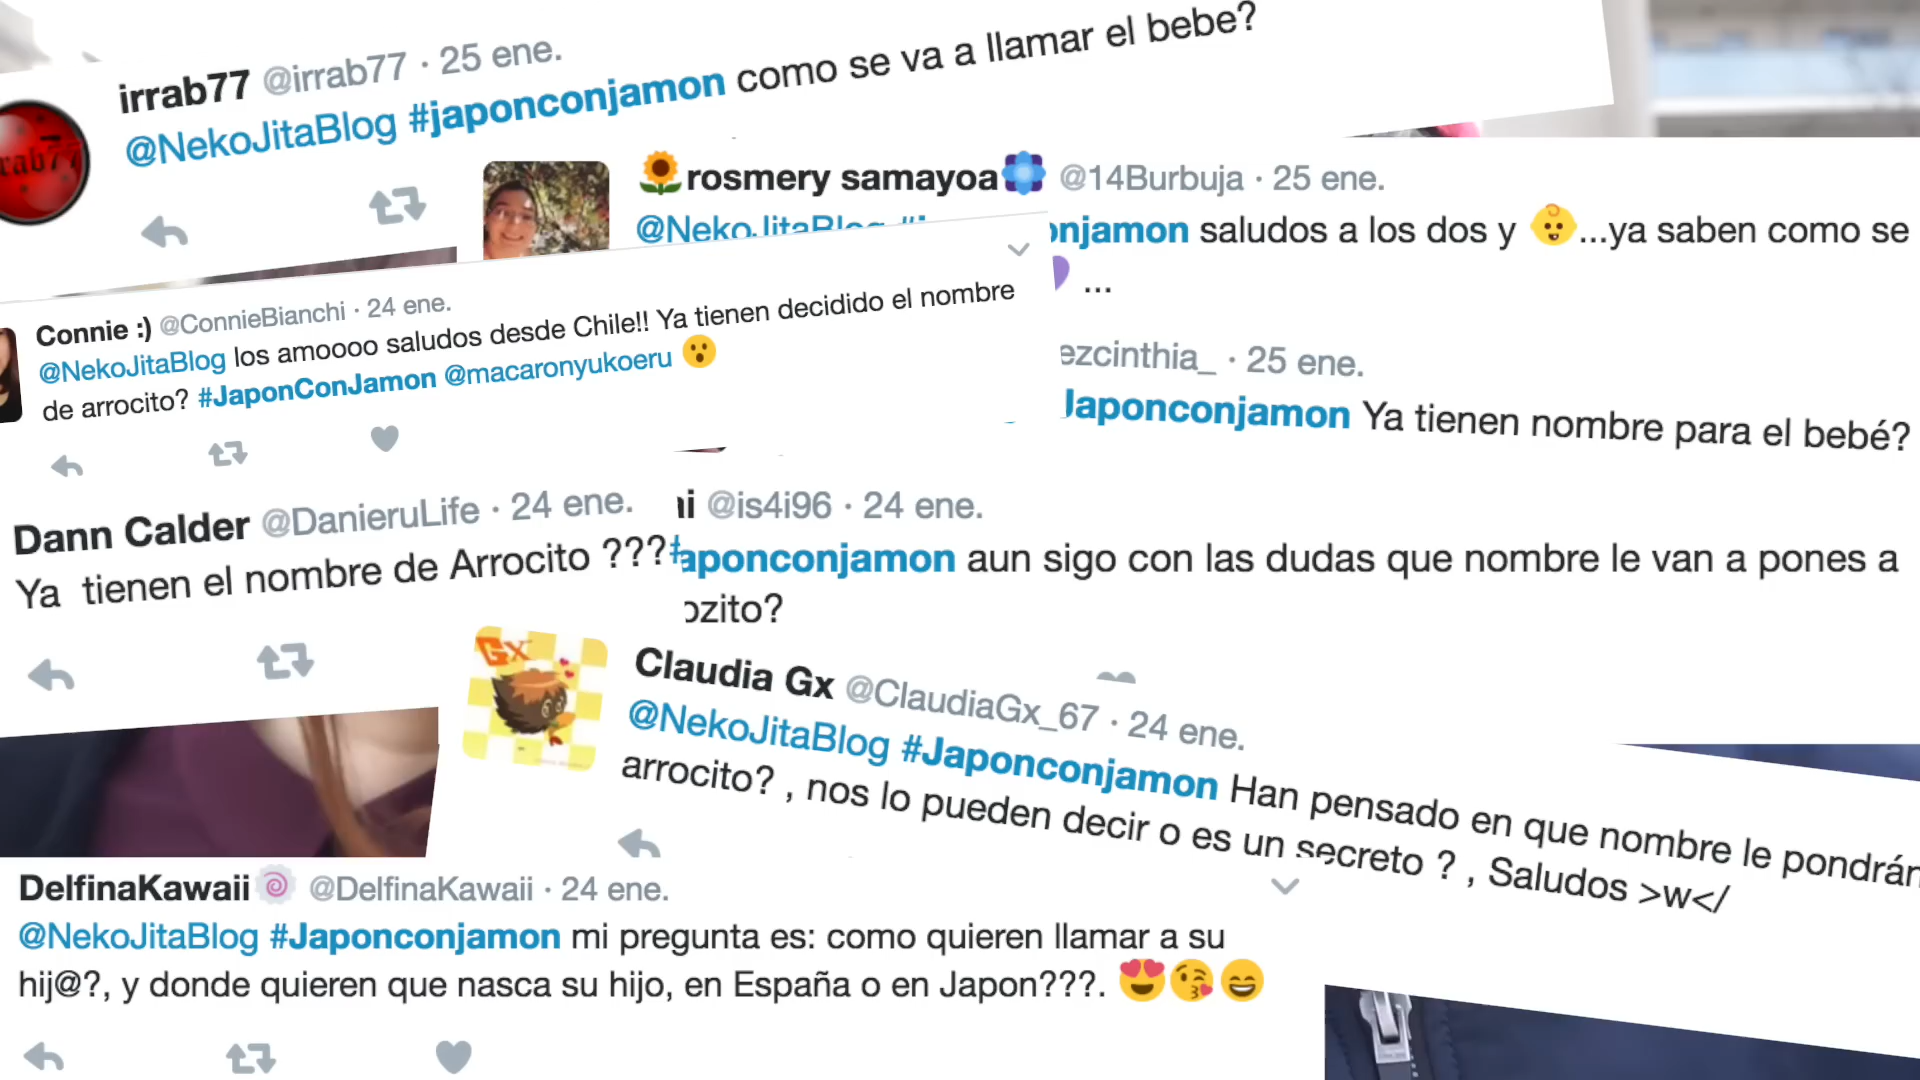 irrab77 @irrab77 · 25 ene.
@NekoJitaBlog #japonconjamon como se va a llamar el bebe?
rosmery samayoa @14Burbuja · 25 ene.
@NekoJitaBlog onjamon saludos a los dos y ...ya saben como se
...
Connie :) @ConnieBianchi · 24 ene.
@NekoJitaBlog los amoooo saludos desde Chile!! Ya tienen decidido el nombre
de arrocito? #JaponConJamon @macaronyukoeru
ezcinthia_ · 25 ene.
Japonconjamon Ya tienen nombre para el bebé?
Dann Calder @DanieruLife · 24 ene.
Ya tienen el nombre de Arrocito ???#
@is4i96 · 24 ene.
aponconjamon aun sigo con las dudas que nombre le van a pones a
ozito?
Gx
Claudia Gx @ClaudiaGx_67 · 24 ene.
@NekoJitaBlog #Japonconjamon Han pensado en que nombre le pondrán
arrocito? , nos lo pueden decir o es un secreto ? , Saludos >w</
DelfinaKawaii @DelfinaKawaii · 24 ene.
@NekoJitaBlog #Japonconjamon mi pregunta es: como quieren llamar a su
hij@?, y donde quieren que nasca su hijo, en España o en Japon???.